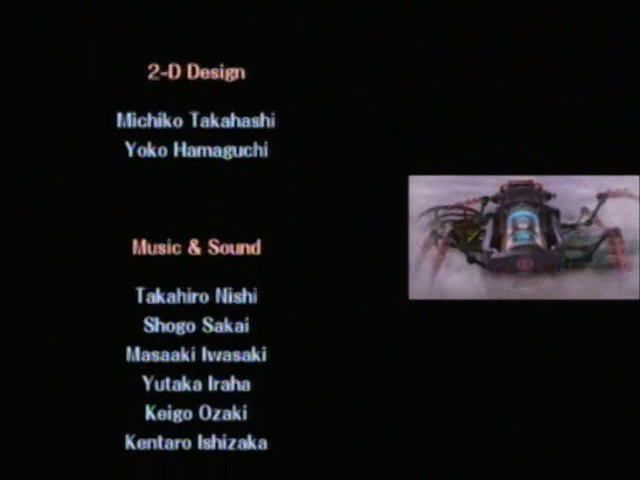 2-D Design
Michiko Takahashi
Yoko Hamaguchi
Music & Sound
Takahiro Nishi
Shogo Sakai
Masaaki Iwasaki
Yutaka Iraha
Keigo Ozaki
Kentaro Ishizaka